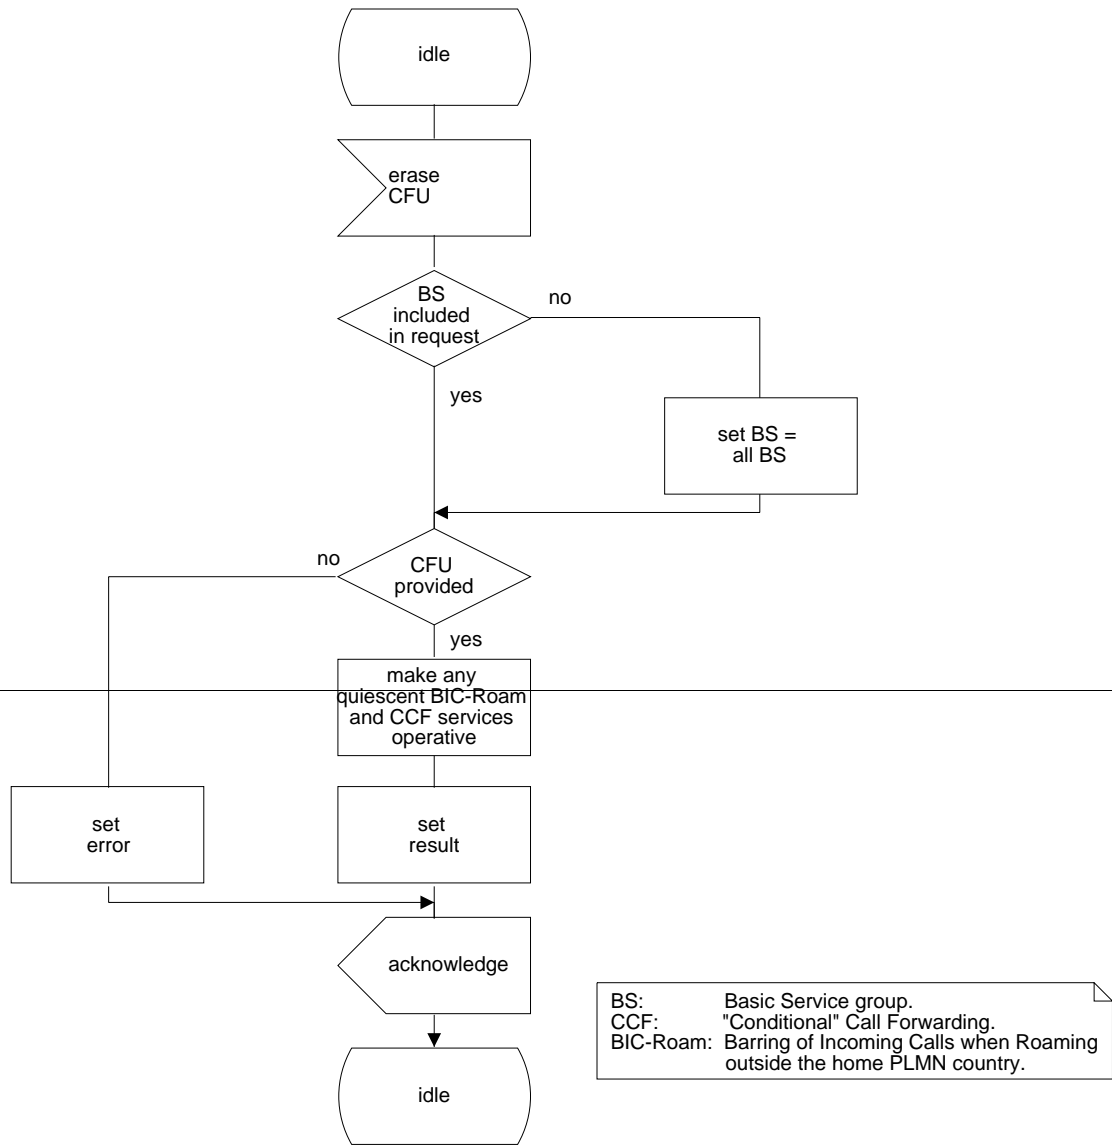 idle
erase
CFU
BS
included
in request
no
yes
set BS =
all BS
no
CFU
provided
yes
make any
quiescent BIC-Roam
and CCF services
operative
set
error
set
result
acknowledge
idle
BS: Basic Service group.
CCF: "Conditional" Call Forwarding.
BIC-Roam: Barring of Incoming Calls when Roaming
outside the home PLMN country.